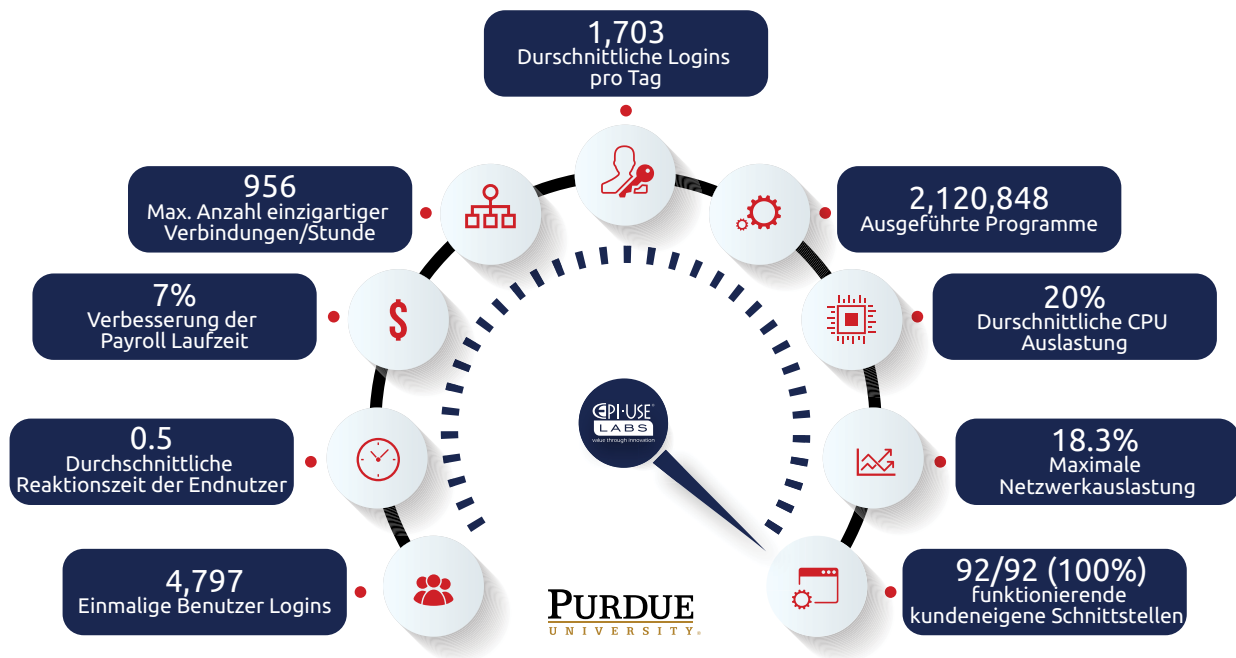 1,703
Durschnittliche Logins
pro Tag
956
Max. Anzahl einzigartiger
Verbindungen/Stunde
2,120,848
Ausgeführte Programme
7%
Verbesserung der
Payroll Laufzeit
$
20%
Durschnittliche CPU
Auslastung
0.5
Durchschnittliche
Reaktionszeit der Endnutzer
EPI-USE®
LABS
value through innovation
18.3%
Maximale
Netzwerkauslastung
4,797
Einmalige Benutzer Logins
PURDUE
UNIVERSITY.
92/92 (100%)
funktionierende
kundeneigene Schnittstellen